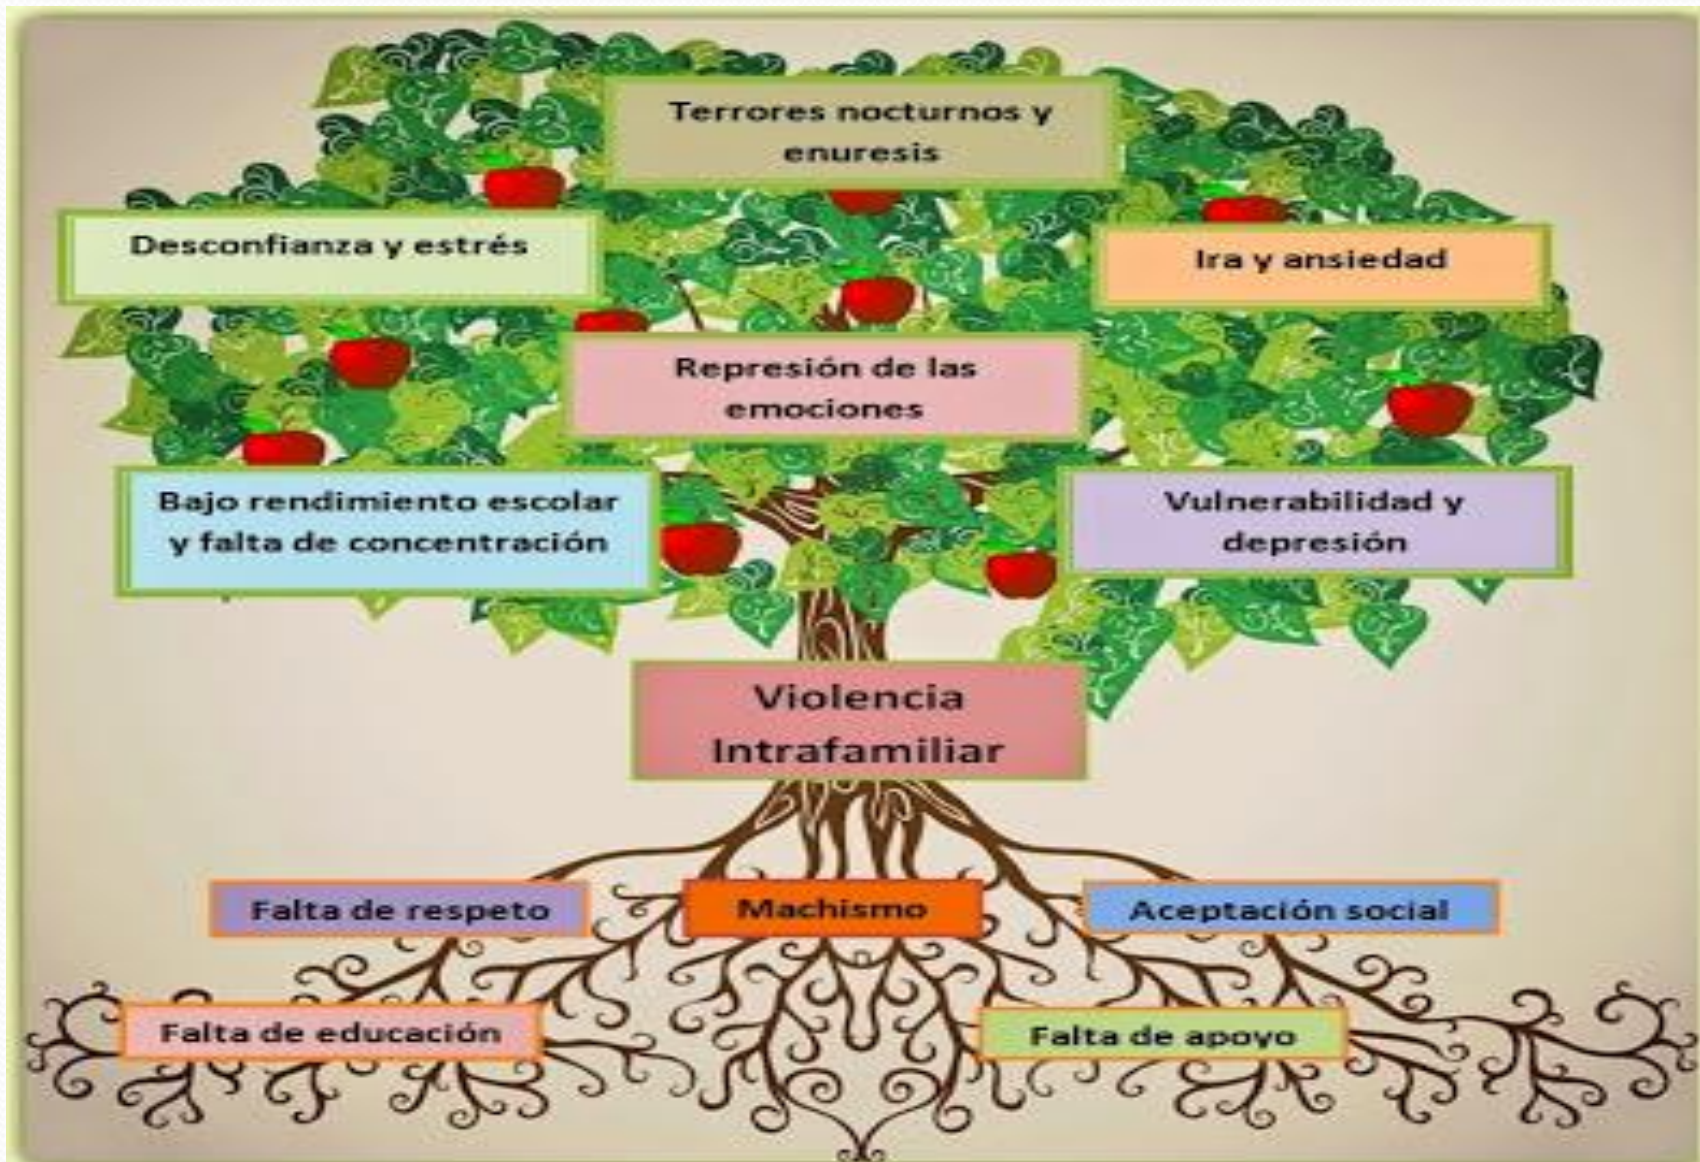 Terrores nocturnos y
enuresis
Desconfianza y estrés
Ira y ansiedad
Represión de las
emociones
Bajo rendimiento escolar
y falta de concentración
Vulnerabilidad y
depresión
Violencia
Intrafamiliar
Falta de respeto
Machismo
Aceptación social
Falta de educación
Falta de apoyo